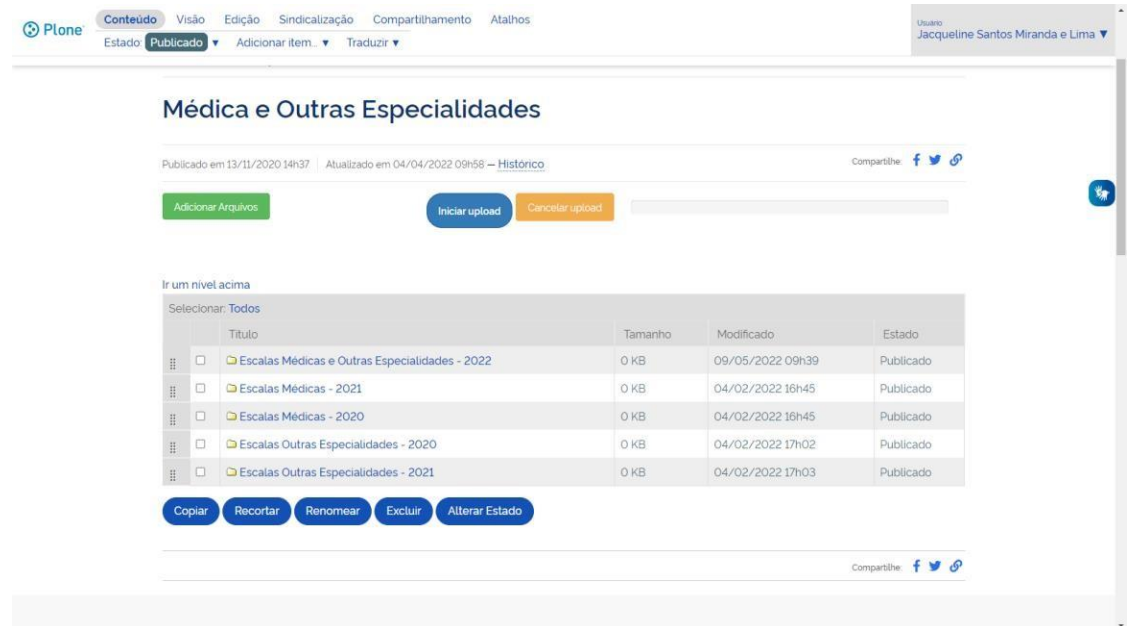 Plone
Conteúdo Visão Edição Sindicalização Compartilhamento Atalhos
Estado: Publicado ▼ Adicionar item… ▼ Traduzir ▼
Usuário
Jacqueline Santos Miranda e Lima ▼
Médica e Outras Especialidades
Publicado em 13/11/2020 14h37 Atualizado em 04/04/2022 09h58 — Histórico
Compartilhe:
Adicionar Arquivos Iniciar upload Cancelar upload
Ir um nível acima
Selecionar: Todos
Título Tamanho Modificado Estado
Escalas Médicas e Outras Especialidades - 2022 0 KB 09/05/2022 09h39 Publicado
Escalas Médicas - 2021 0 KB 04/02/2022 16h45 Publicado
Escalas Médicas - 2020 0 KB 04/02/2022 16h45 Publicado
Escalas Outras Especialidades - 2020 0 KB 04/02/2022 17h02 Publicado
Escalas Outras Especialidades - 2021 0 KB 04/02/2022 17h03 Publicado
Copiar Recortar Renomear Excluir Alterar Estado
Compartilhe: